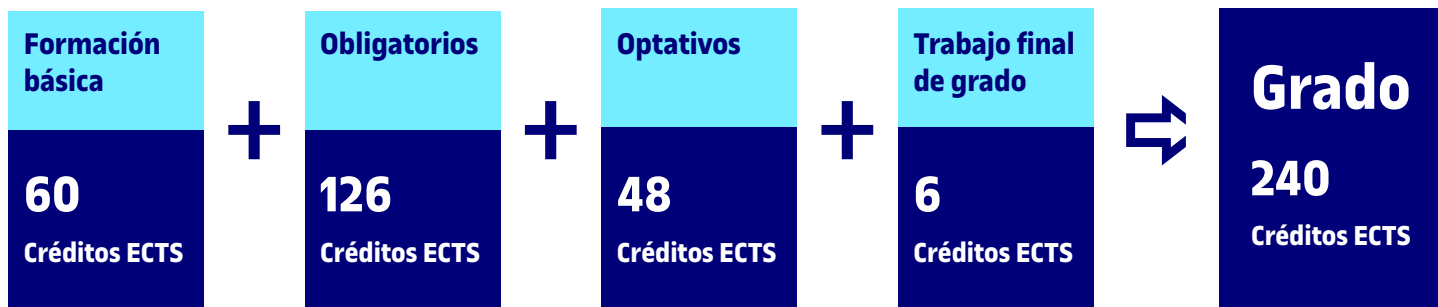 Formación
básica
60
Créditos ECTS
+
Obligatorios
126
Créditos ECTS
+
Optativos
48
Créditos ECTS
+
Trabajo final
de grado
6
Créditos ECTS
Grado
240
Créditos ECTS